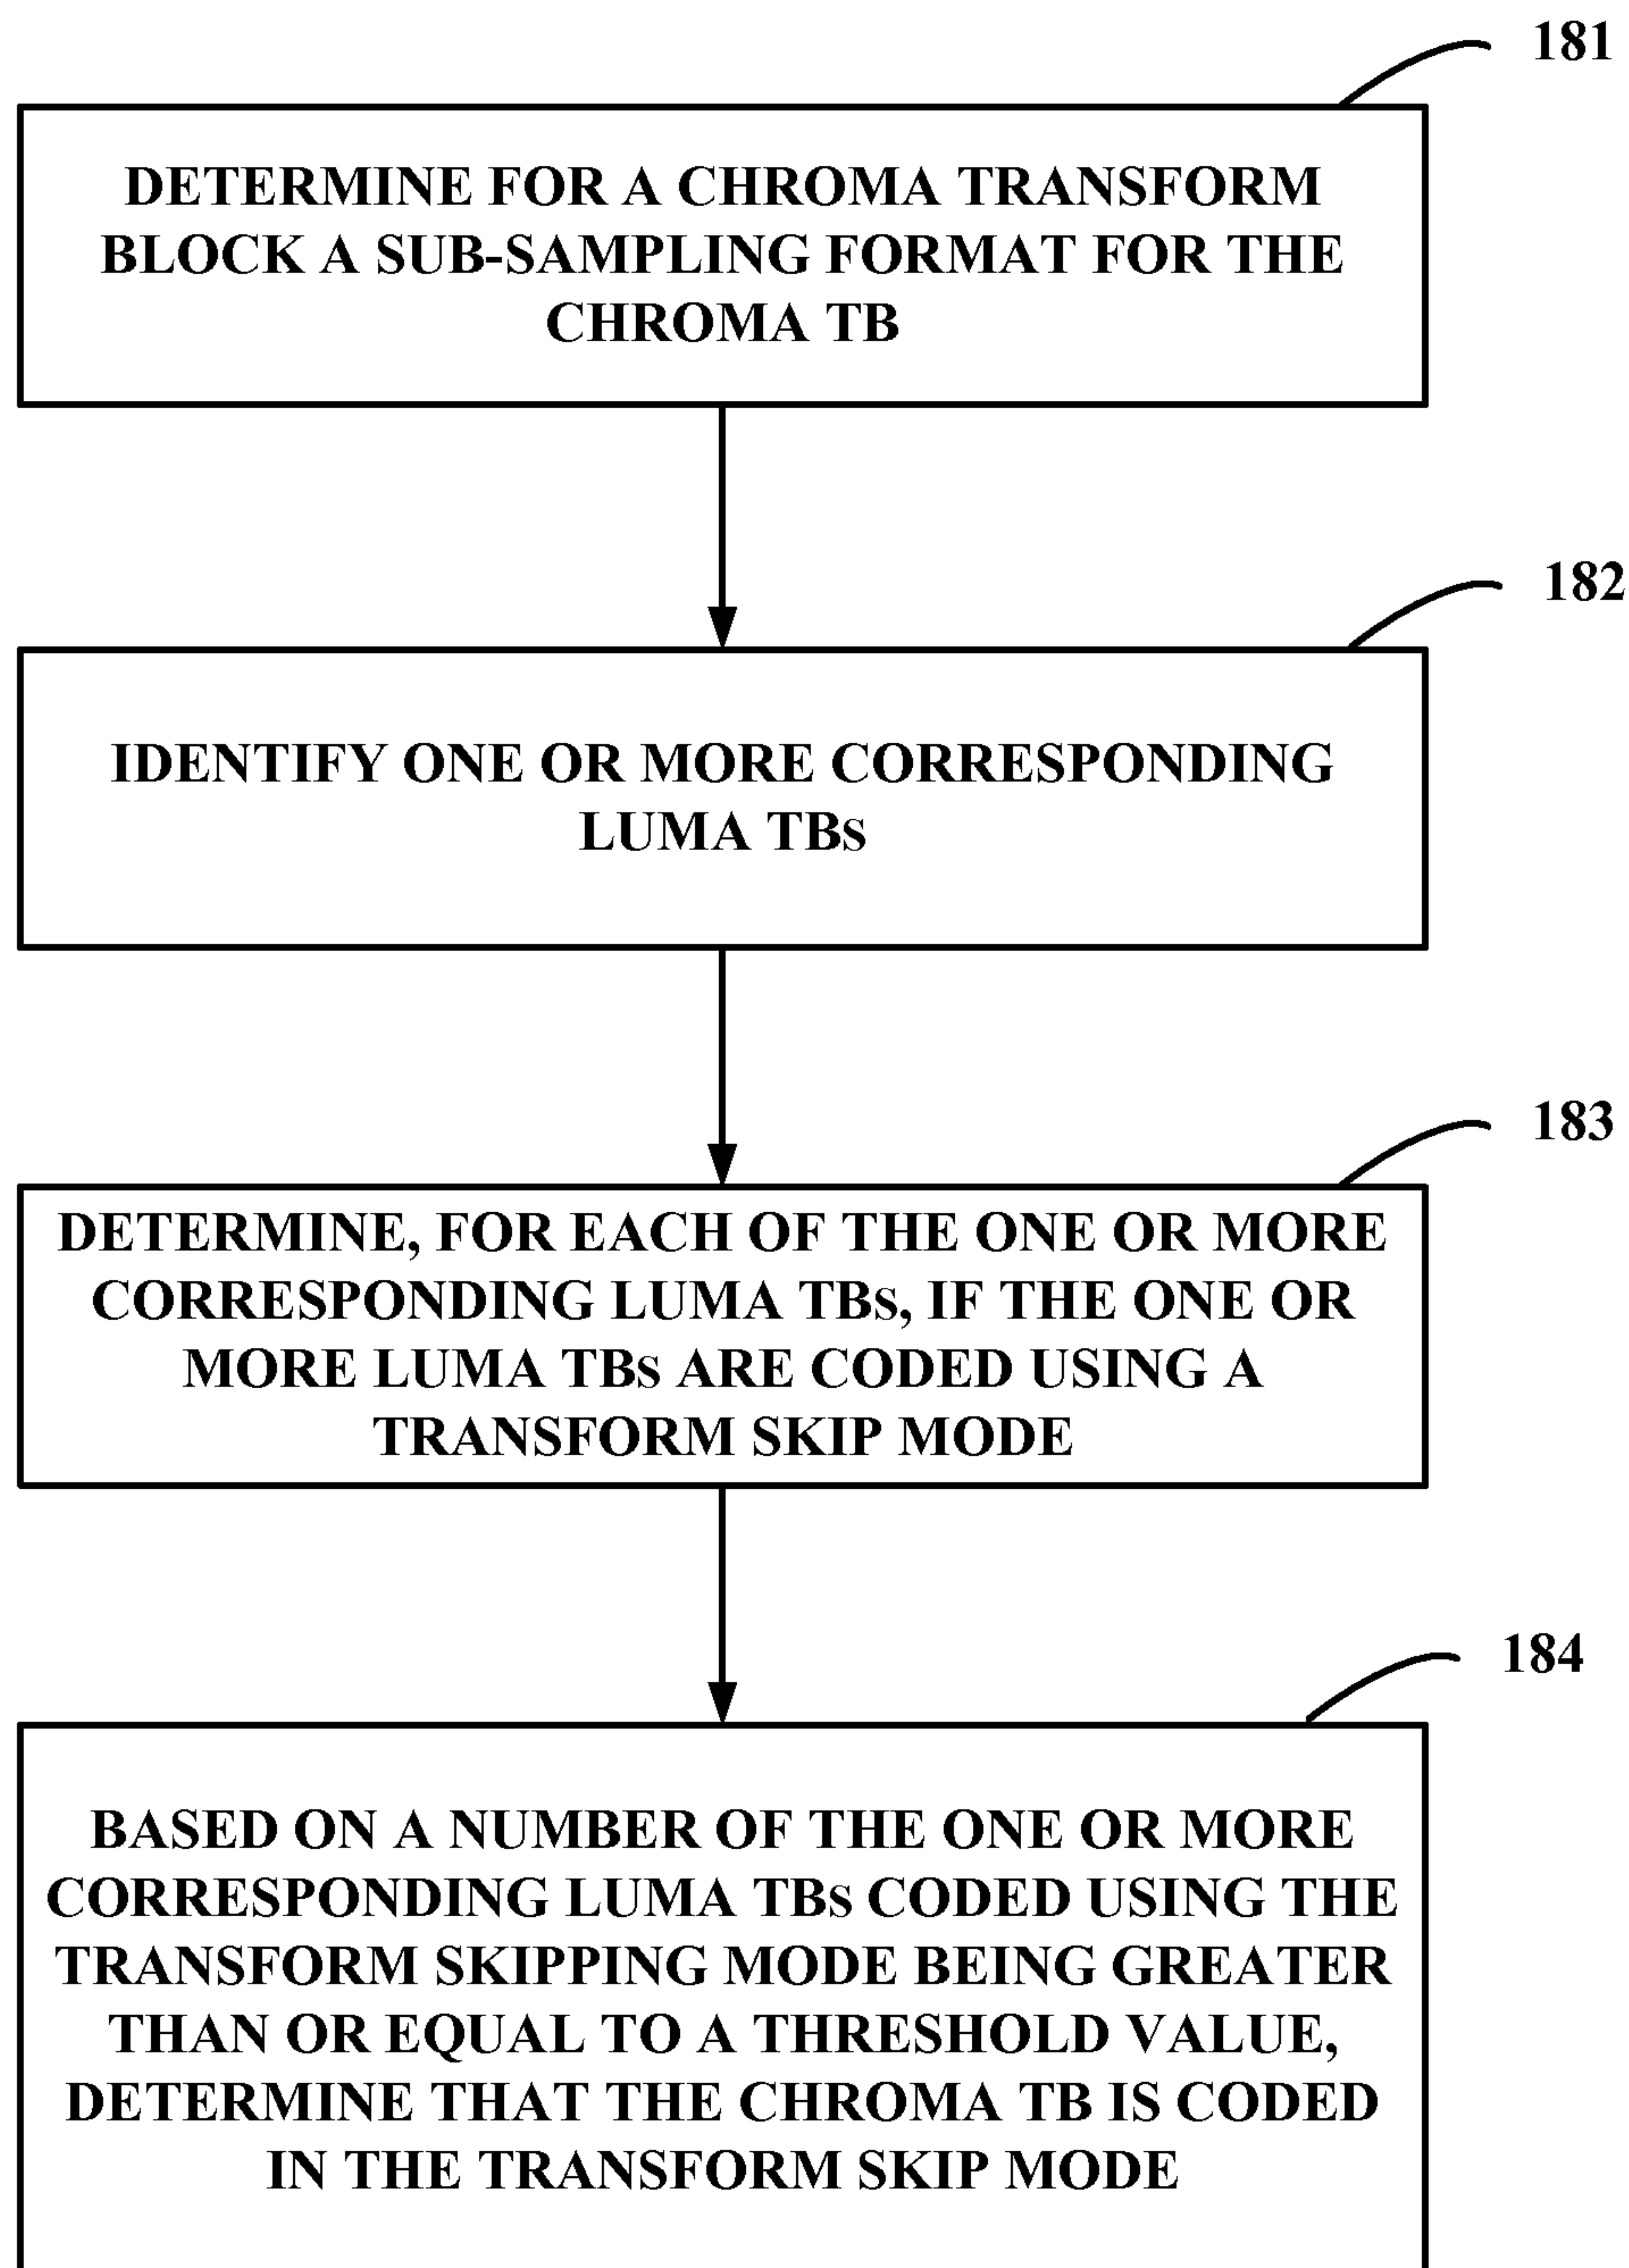 181
DETERMINE FOR A CHROMA TRANSFORM
BLOCK A SUB-SAMPLING FORMAT FOR THE
CHROMA TB
182
IDENTIFY ONE OR MORE CORRESPONDING
LUMA TBs
183
DETERMINE, FOR EACH OF THE ONE OR MORE
CORRESPONDING LUMA TBs, IF THE ONE OR
MORE LUMA TBs ARE CODED USING A
TRANSFORM SKIP MODE
184
BASED ON A NUMBER OF THE ONE OR MORE
CORRESPONDING LUMA TBs CODED USING THE
TRANSFORM SKIPPING MODE BEING GREATER
THAN OR EQUAL TO A THRESHOLD VALUE,
DETERMINE THAT THE CHROMA TB IS CODED
IN THE TRANSFORM SKIP MODE